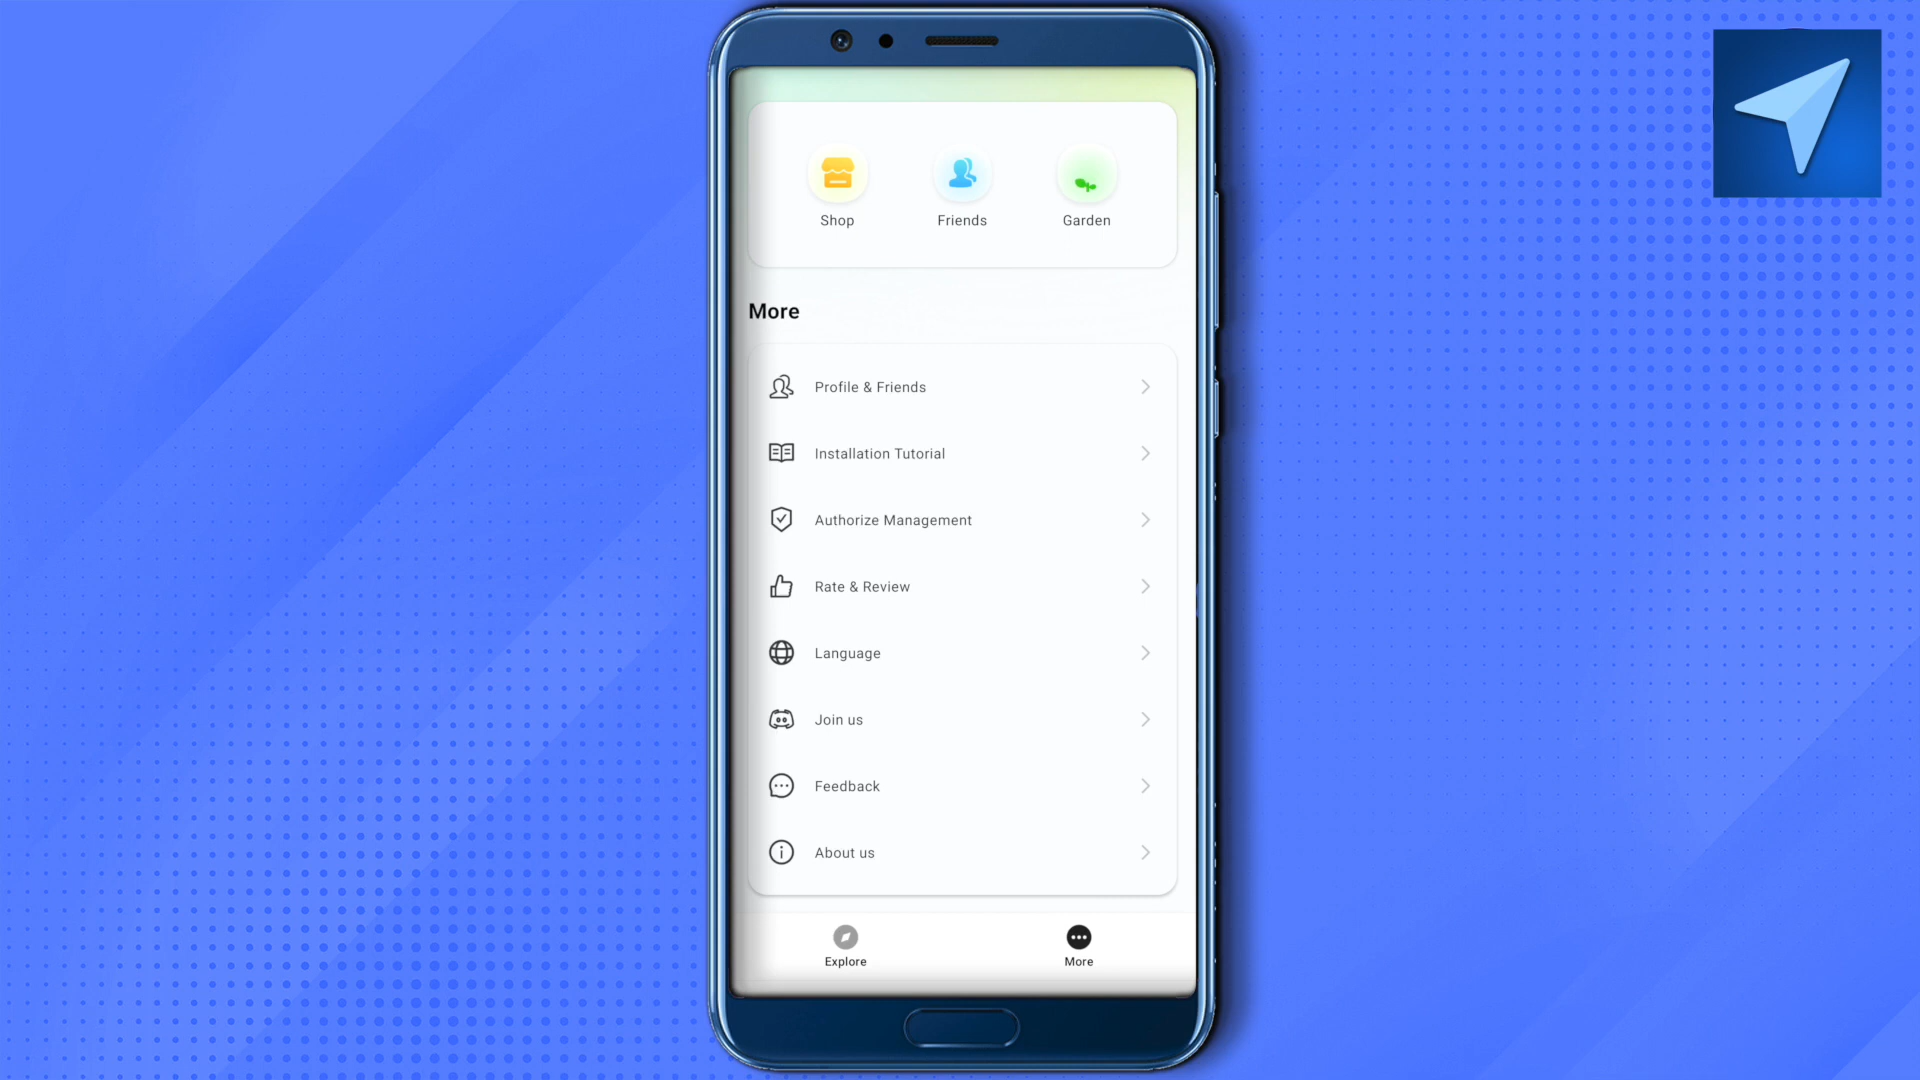 Shop
Friends
Garden
More
Profile & Friends
Installation Tutorial
Authorize Management
Rate & Review
Language
Join us
Feedback
About us
Explore
More